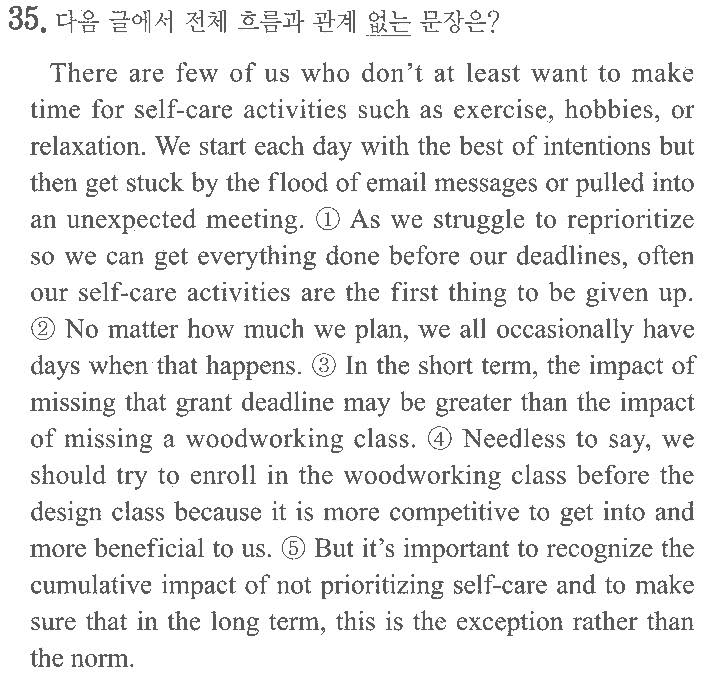 35. 다음 글에서 전체 흐름과 관계 없는 문장은?
There are few of us who don't at least want to make
time for self-care activities such as exercise, hobbies, or
relaxation. We start each day with the best of intentions but
then get stuck by the flood of email messages or pulled into
an unexpected meeting. ① As we struggle to reprioritize
so we can get everything done before our deadlines, often
our self-care activities are the first thing to be given up.
② No matter how much we plan, we all occasionally have
days when that happens. ③ In the short term, the impact of
missing that grant deadline may be greater than the impact
of missing a woodworking class. ④ Needless to say, we
should try to enroll in the woodworking class before the
design class because it is more competitive to get into and
more beneficial to us. ⑤ But it's important to recognize the
cumulative impact of not prioritizing self-care and to make
sure that in the long term, this is the exception rather than
the norm.